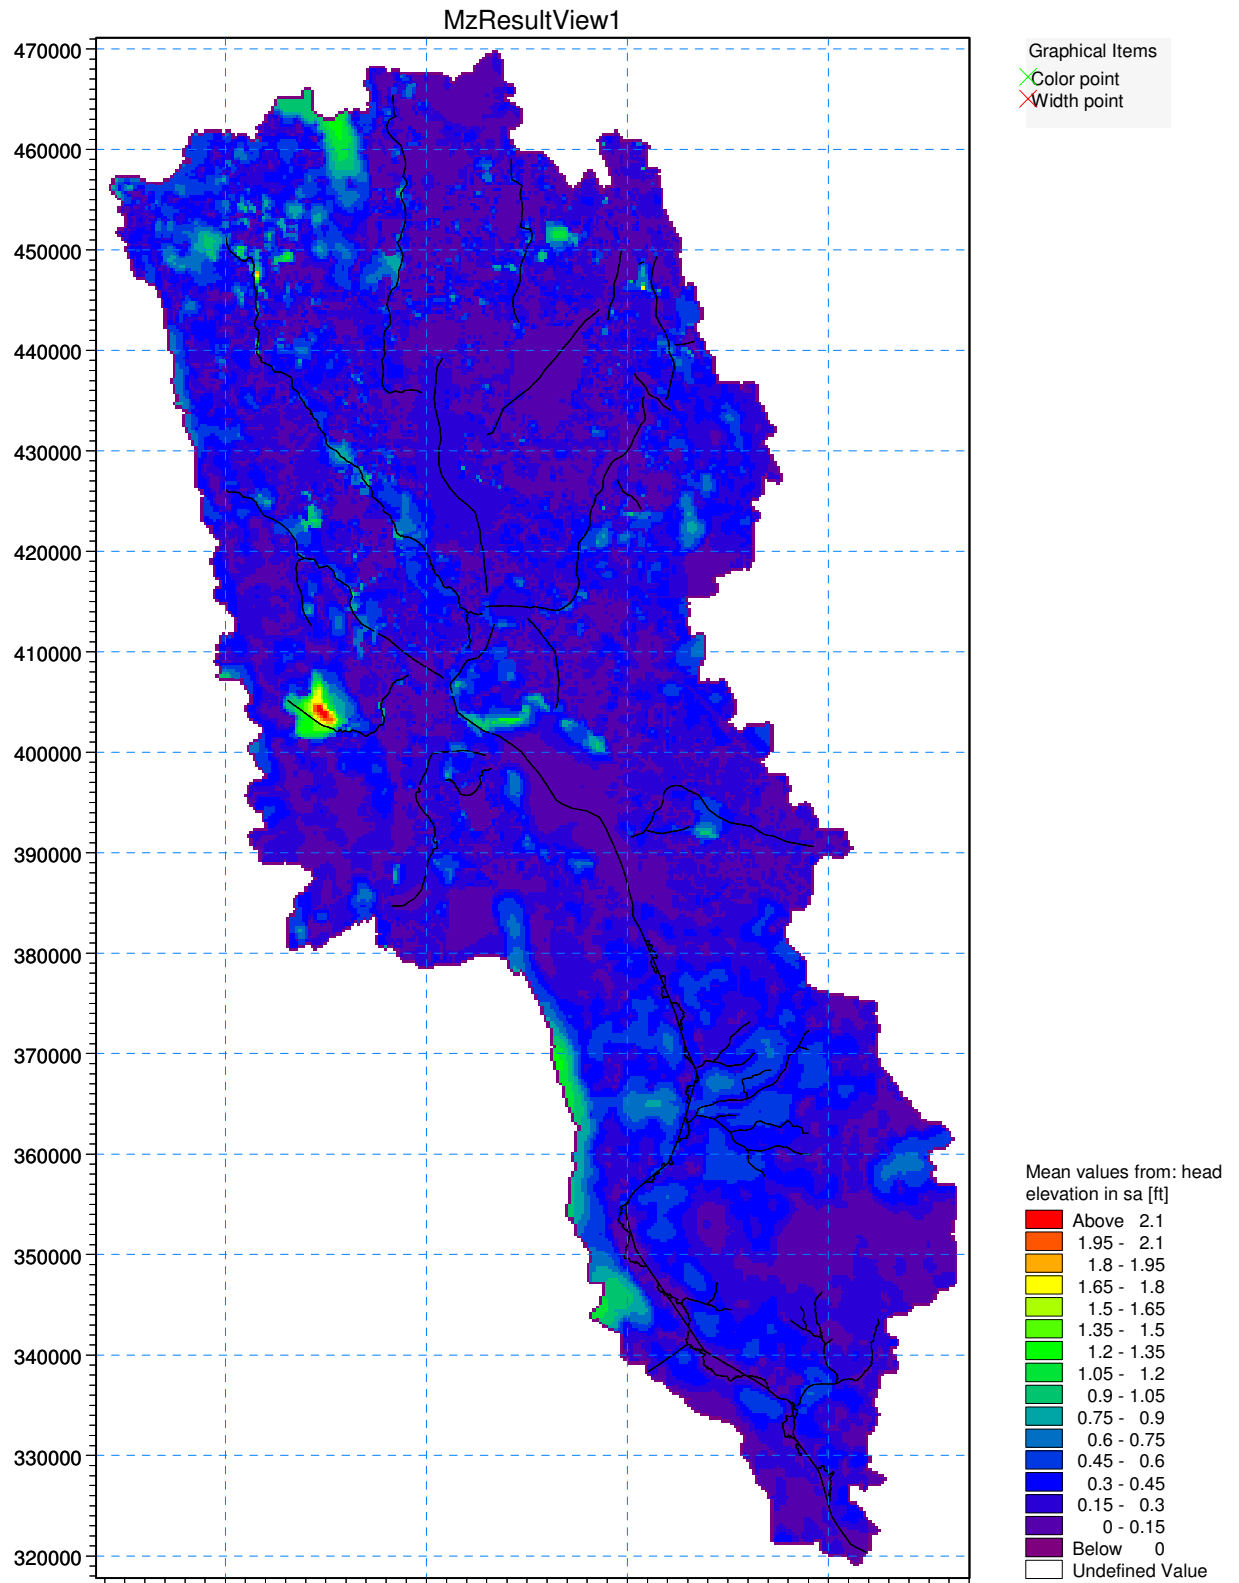 MzResultView1
470000
460000
450000
440000
430000
420000
410000
400000
390000
380000
370000
360000
350000
340000
330000
320000
Graphical Items
Color point
Width point
Mean values from: head
elevation in sa [ft]
Above 2.1
1.95 - 2.1
1.8 - 1.95
1.65 - 1.8
1.5 - 1.65
1.35 - 1.5
1.2 - 1.35
1.05 - 1.2
0.9 - 1.05
0.75 - 0.9
0.6 - 0.75
0.45 - 0.6
0.3 - 0.45
0.15 - 0.3
0 - 0.15
Below 0
Undefined Value